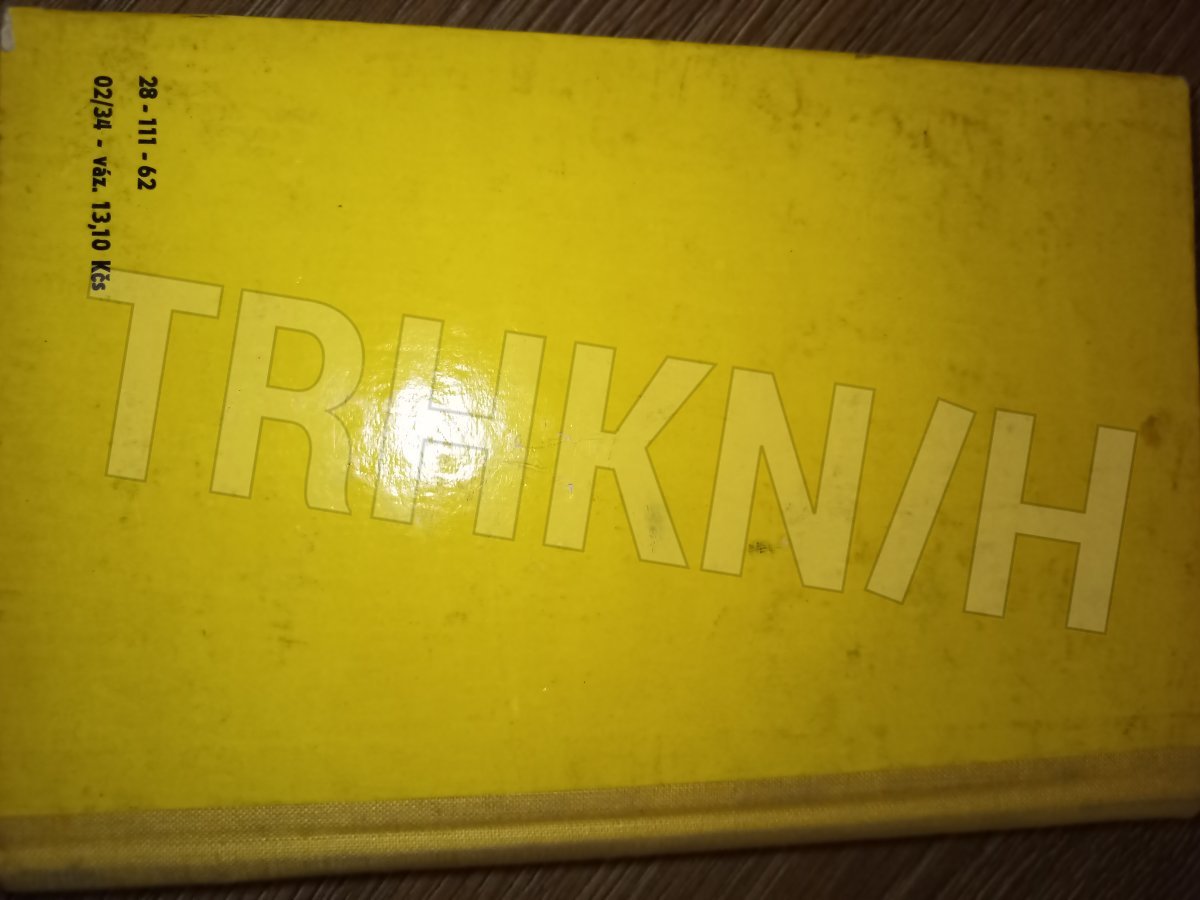 28 - 111 - 62
02/34 - váz. 13,10 Kčs
TRHKN/H